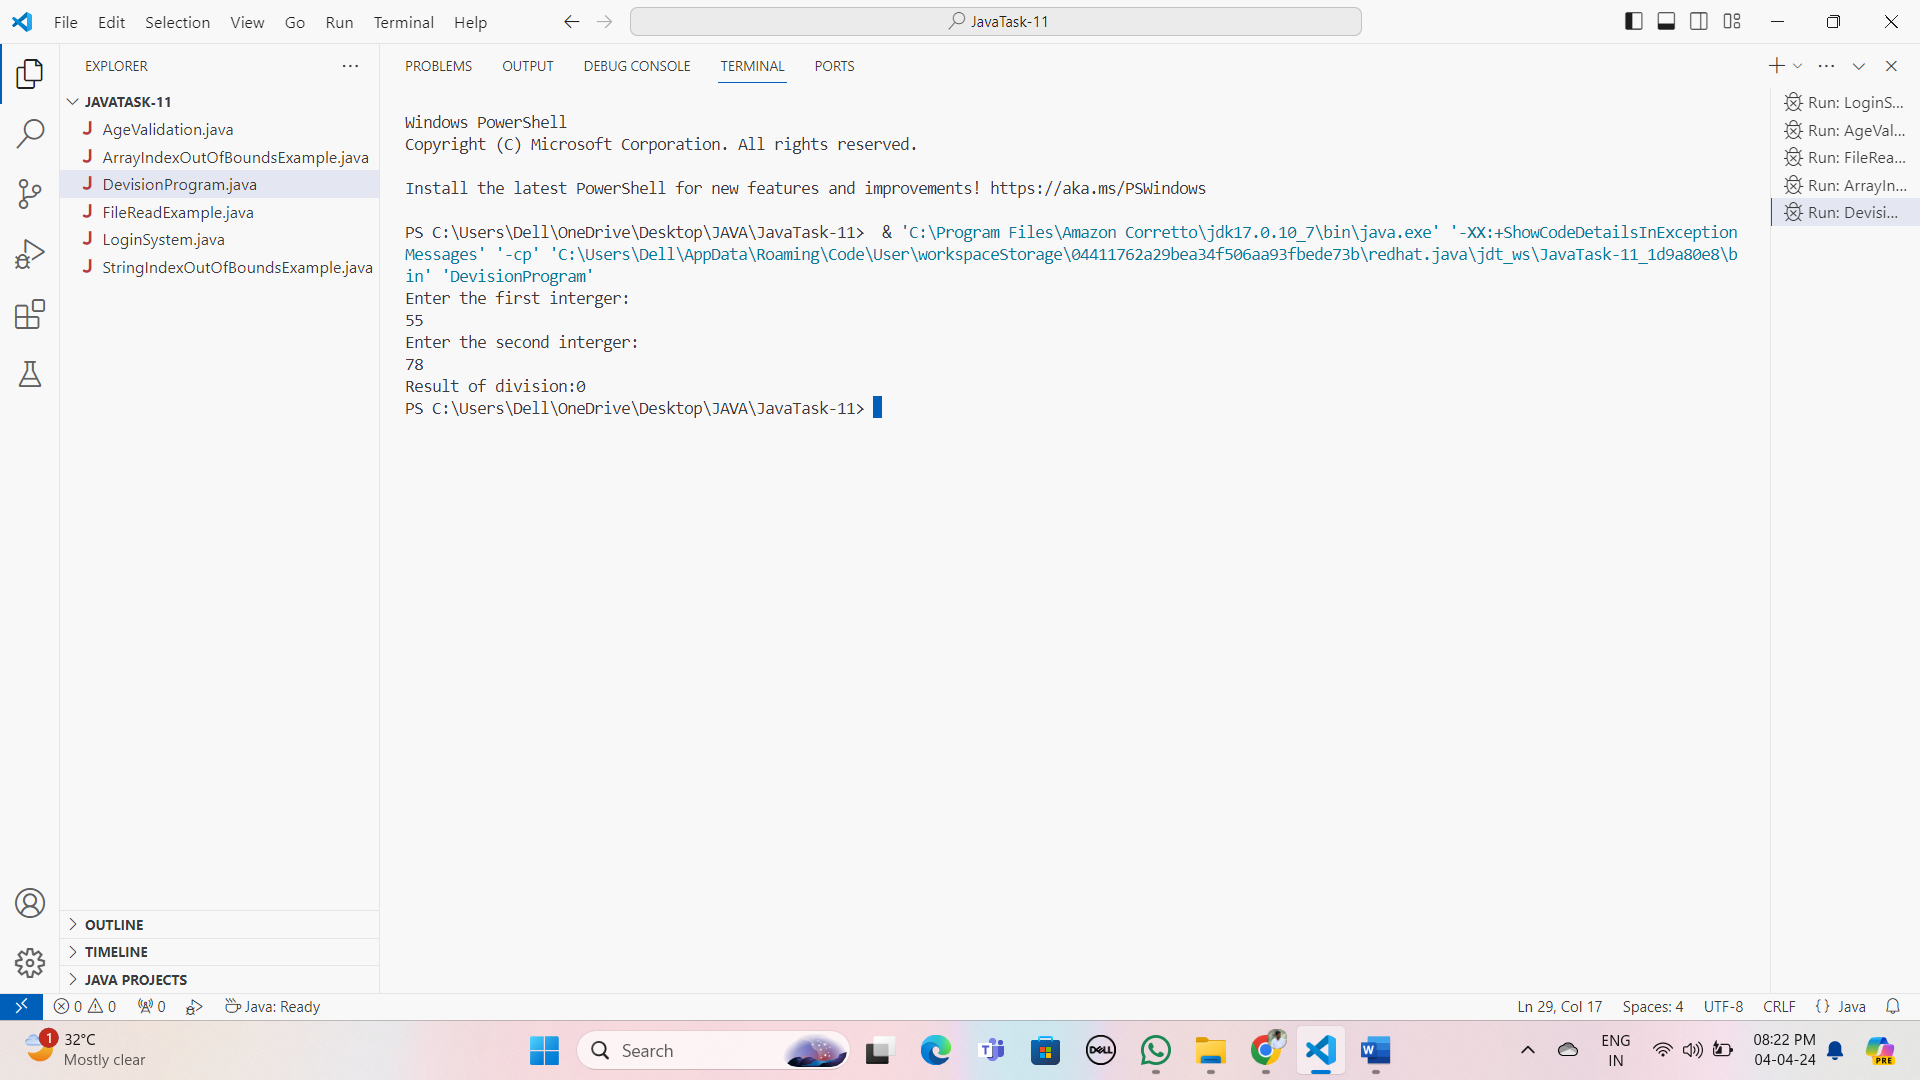 File Edit Selection View Go Run Terminal Help
JavaTask-11
EXPLORER
JAVATASK-11
AgeValidation.java
ArrayIndexOutOfBoundsExample.java
DevisionProgram.java
FileReadExample.java
LoginSystem.java
StringIndexOutOfBoundsExample.java
OUTLINE
TIMELINE
JAVA PROJECTS
PROBLEMS OUTPUT DEBUG CONSOLE TERMINAL PORTS
Windows PowerShell
Copyright (C) Microsoft Corporation. All rights reserved.
Install the latest PowerShell for new features and improvements! https://aka.ms/PSWindows
PS C:\Users\Dell\OneDrive\Desktop\JAVA\JavaTask-11>  & 'C:\Program Files\Amazon Corretto\jdk17.0.10_7\bin\java.exe' '-XX:+ShowCodeDetailsInException
Messages' '-cp' 'C:\Users\Dell\AppData\Roaming\Code\User\workspaceStorage\04411762a29bea34f506aa93fbede73b\redhat.java\jdt_ws\JavaTask-11_1d9a80e8\b
in' 'DevisionProgram'
Enter the first interger:
55
Enter the second interger:
78
Result of division:0
PS C:\Users\Dell\OneDrive\Desktop\JAVA\JavaTask-11>
Run: LoginS...
Run: AgeVal...
Run: FileRea...
Run: ArrayIn...
Run: Devisi...
0 0 0 Java: Ready
Ln 29, Col 17 Spaces: 4 UTF-8 CRLF {} Java
1
32°C
Mostly clear
Search
DELL
ENG
IN
08:22 PM
04-04-24
PRE